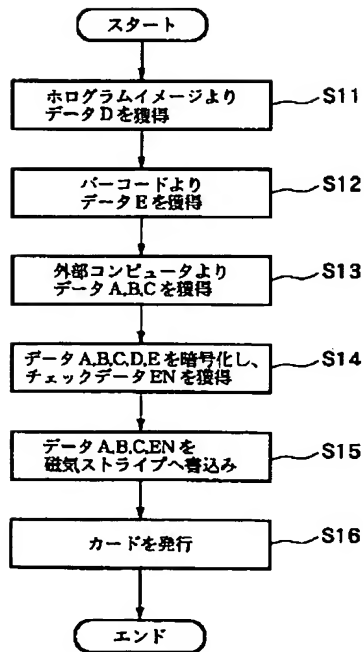 スタート
ホログラムイメージより
データDを獲得
S11
バーコードより
データEを獲得
S12
外部コンピュータより
データA,B,Cを獲得
S13
データA,B,C,D,Eを暗号化し、
チェックデータENを獲得
S14
データA,B,C,ENを
磁気ストライプへ書込み
S15
カードを発行
S16
エンド